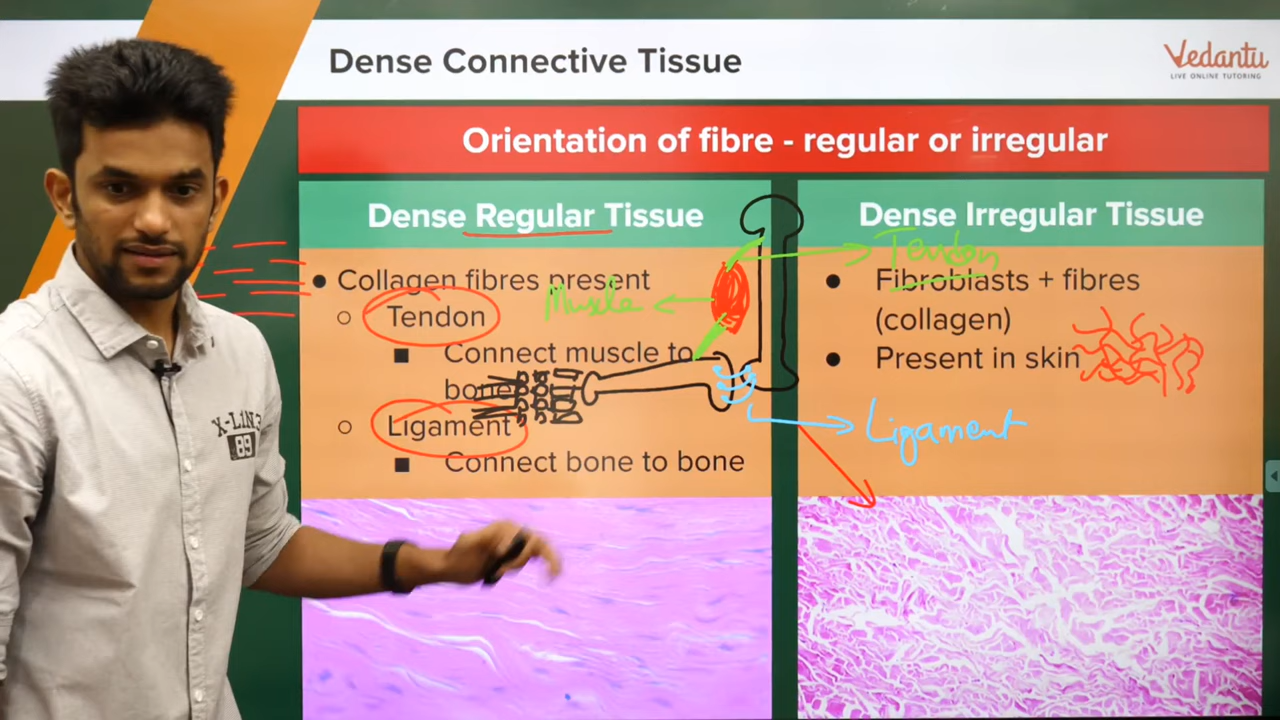 Dense Connective Tissue
Vedantu
LIVE ONLINE TUTORING
Orientation of fibre - regular or irregular
Dense Regular Tissue
Collagen fibres present
Tendon
Connect muscle to
bone
Ligament
Connect bone to bone
Muscle
Dense Irregular Tissue
Tendon
Fibroblasts + fibres
(collagen)
Present in skin
Ligament
X-L1N3
89